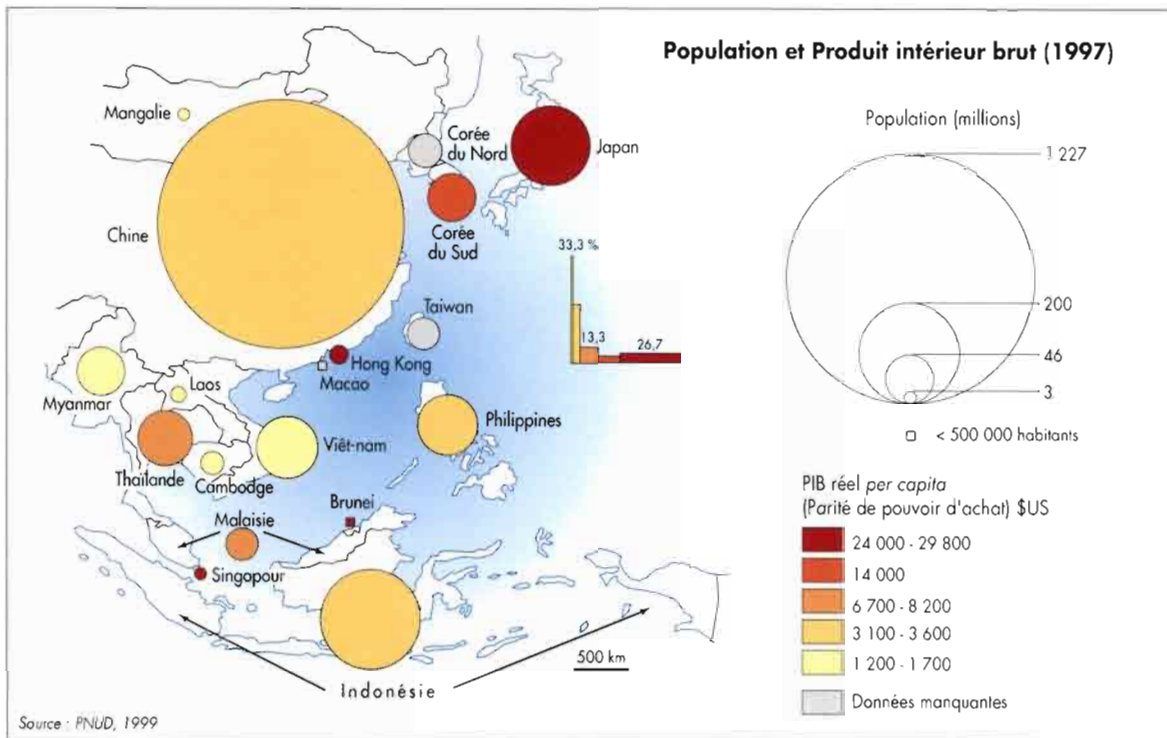 Population et Produit intérieur brut (1997)
Mangalie
Corée
du Nord
Japan
Chine
Corée
du Sud
33,3 %
13,3
26,7
Taiwan
Hong Kong
Macao
Laos
Myanmar
Philippines
Viêt-nam
Thaïlande
Cambodge
Brunei
Malaisie
Singopour
500 km
Indonésie
Source : PNUD, 1999
Population (millions)
1 227
200
46
3
< 500 000 habitants
PIB réel per capita
(Parité de pouvoir d'achat) $US
24 000 - 29 800
14 000
6 700 - 8 200
3 100 - 3 600
1 200 - 1 700
Données manquantes